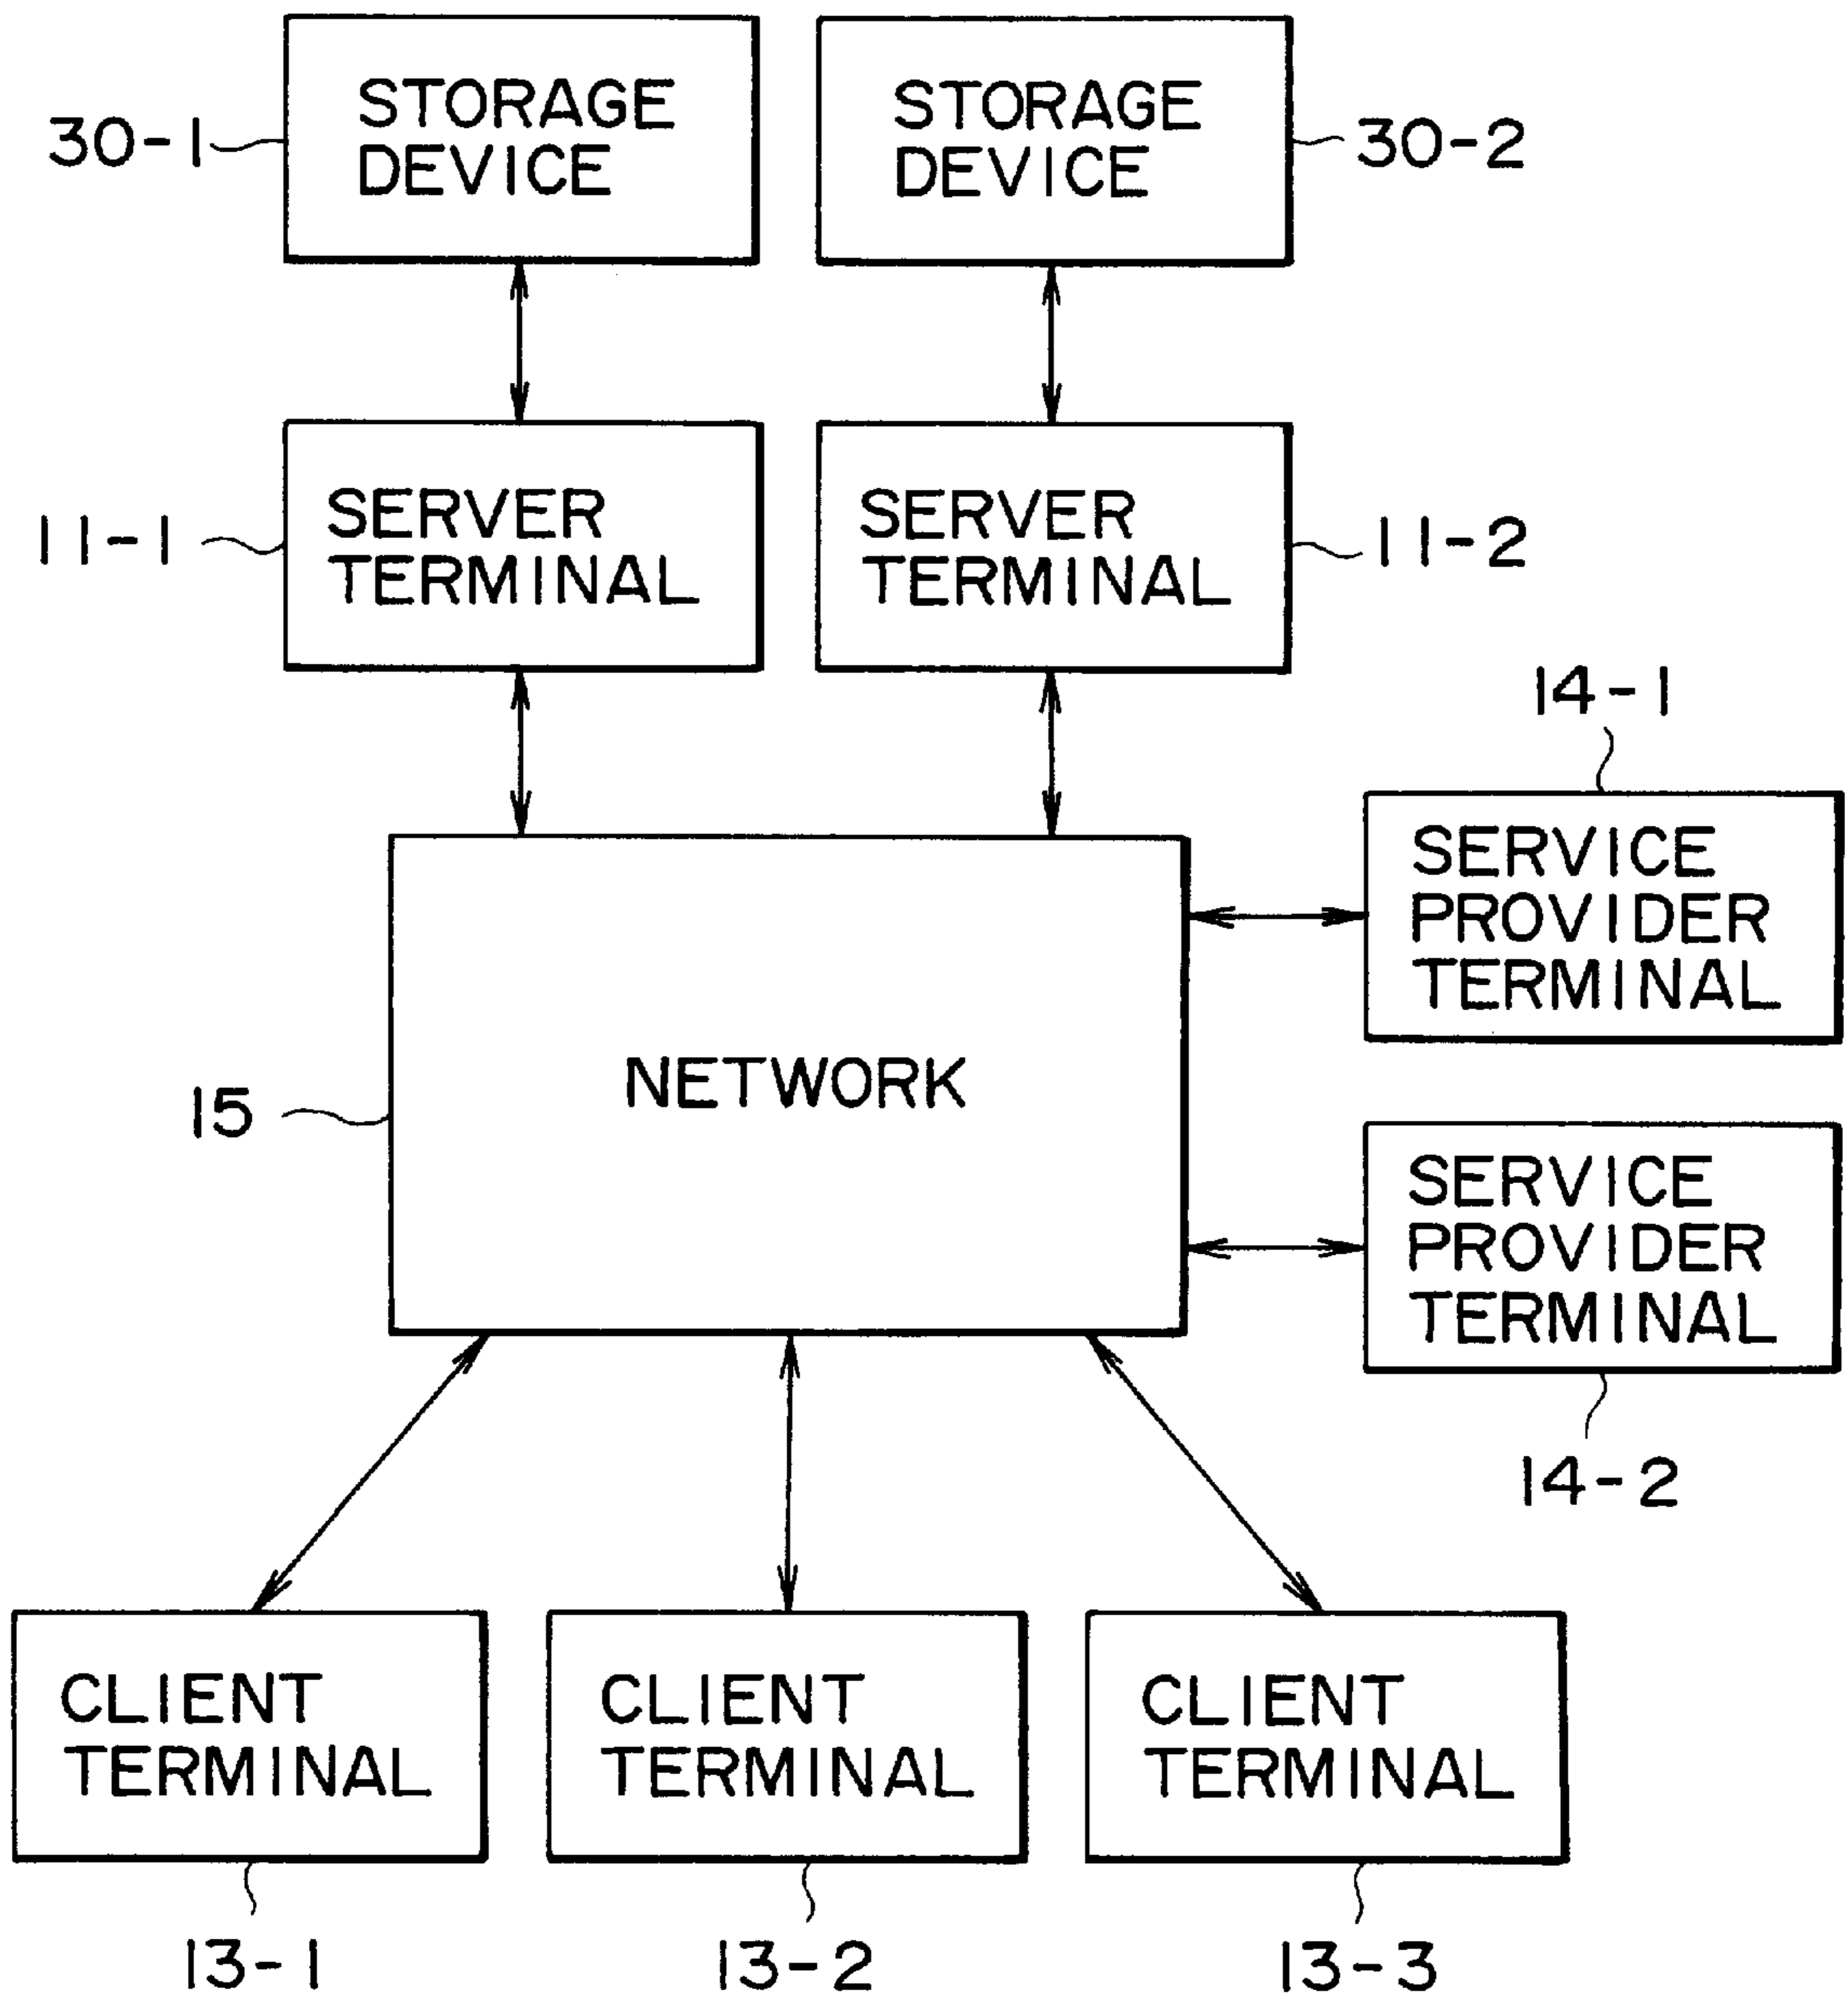 STORAGE
DEVICE
STORAGE
DEVICE
30-1
30-2
SERVER
TERMINAL
SERVER
TERMINAL
11-1
11-2
14-1
SERVICE
PROVIDER
TERMINAL
NETWORK
15
SERVICE
PROVIDER
TERMINAL
14-2
CLIENT
TERMINAL
CLIENT
TERMINAL
CLIENT
TERMINAL
13-1
13-2
13-3